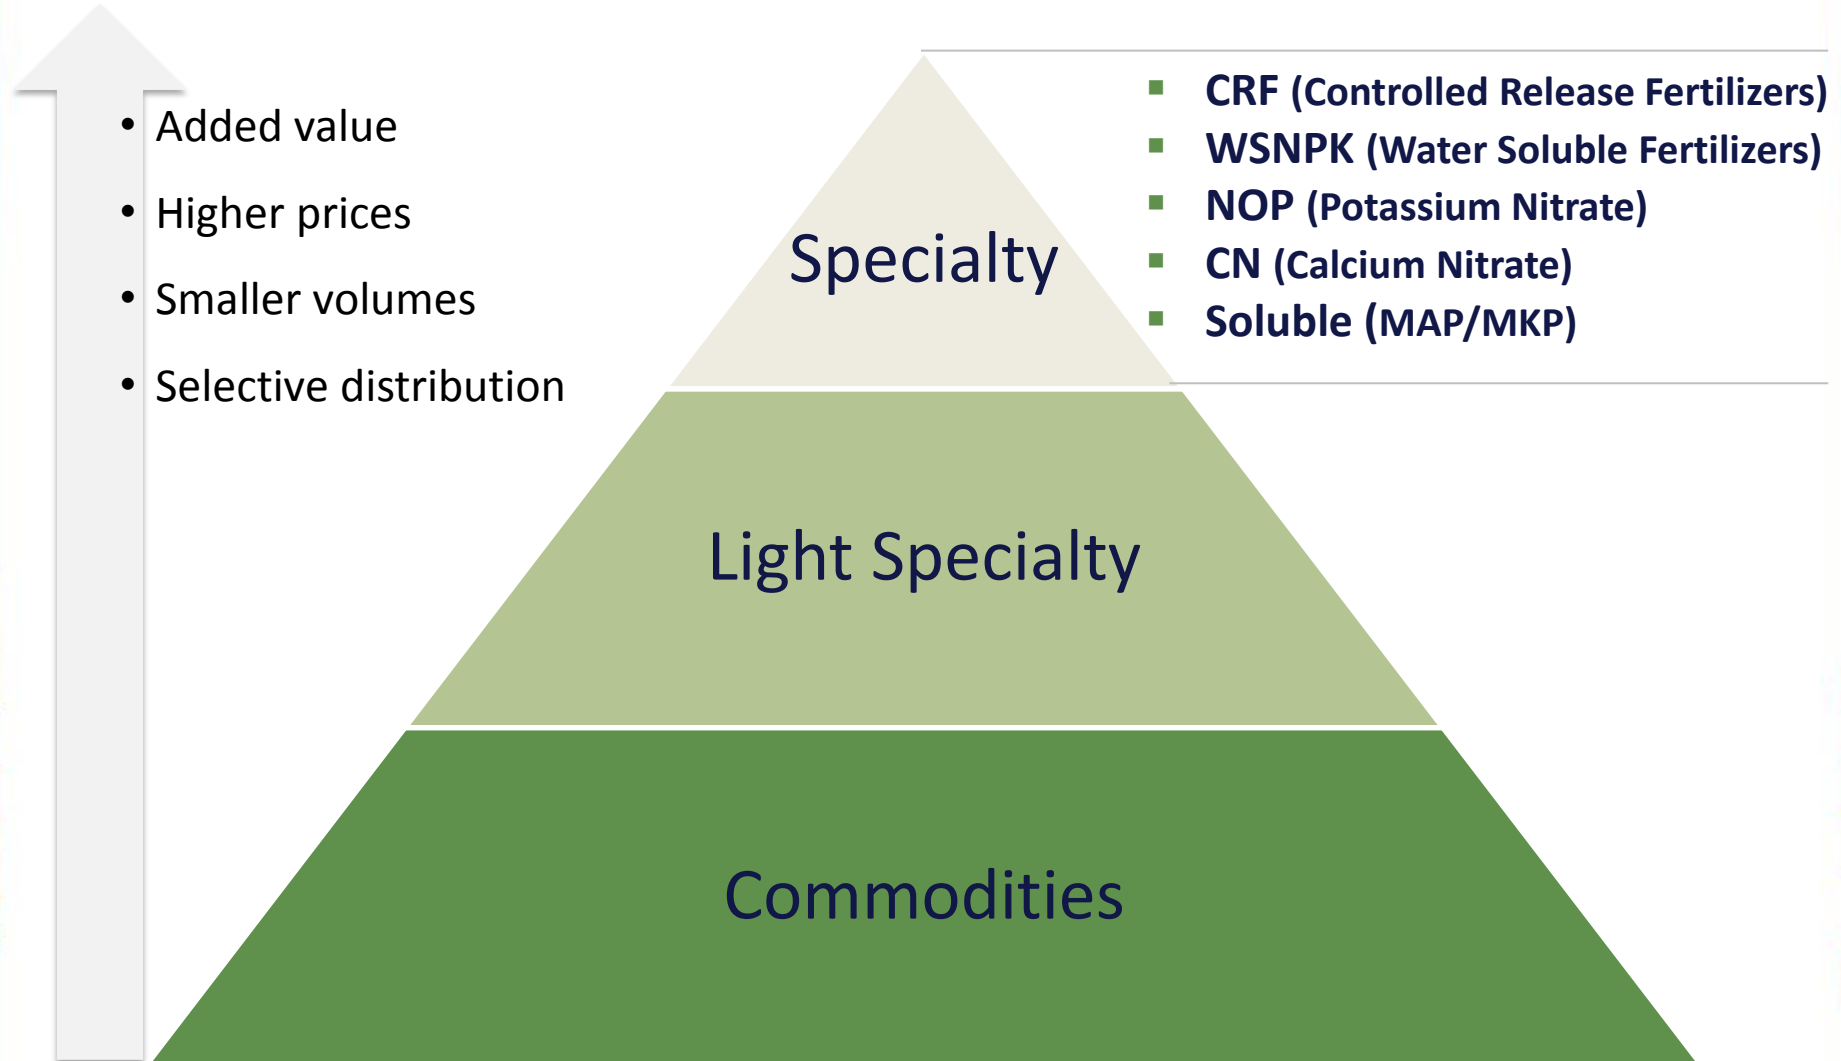 • Added value
• Higher prices
• Smaller volumes
• Selective distribution
▪ CRF (Controlled Release Fertilizers)
▪ WSNPK (Water Soluble Fertilizers)
▪ NOP (Potassium Nitrate)
▪ CN (Calcium Nitrate)
▪ Soluble (MAP/MKP)
Specialty
Light Specialty
Commodities